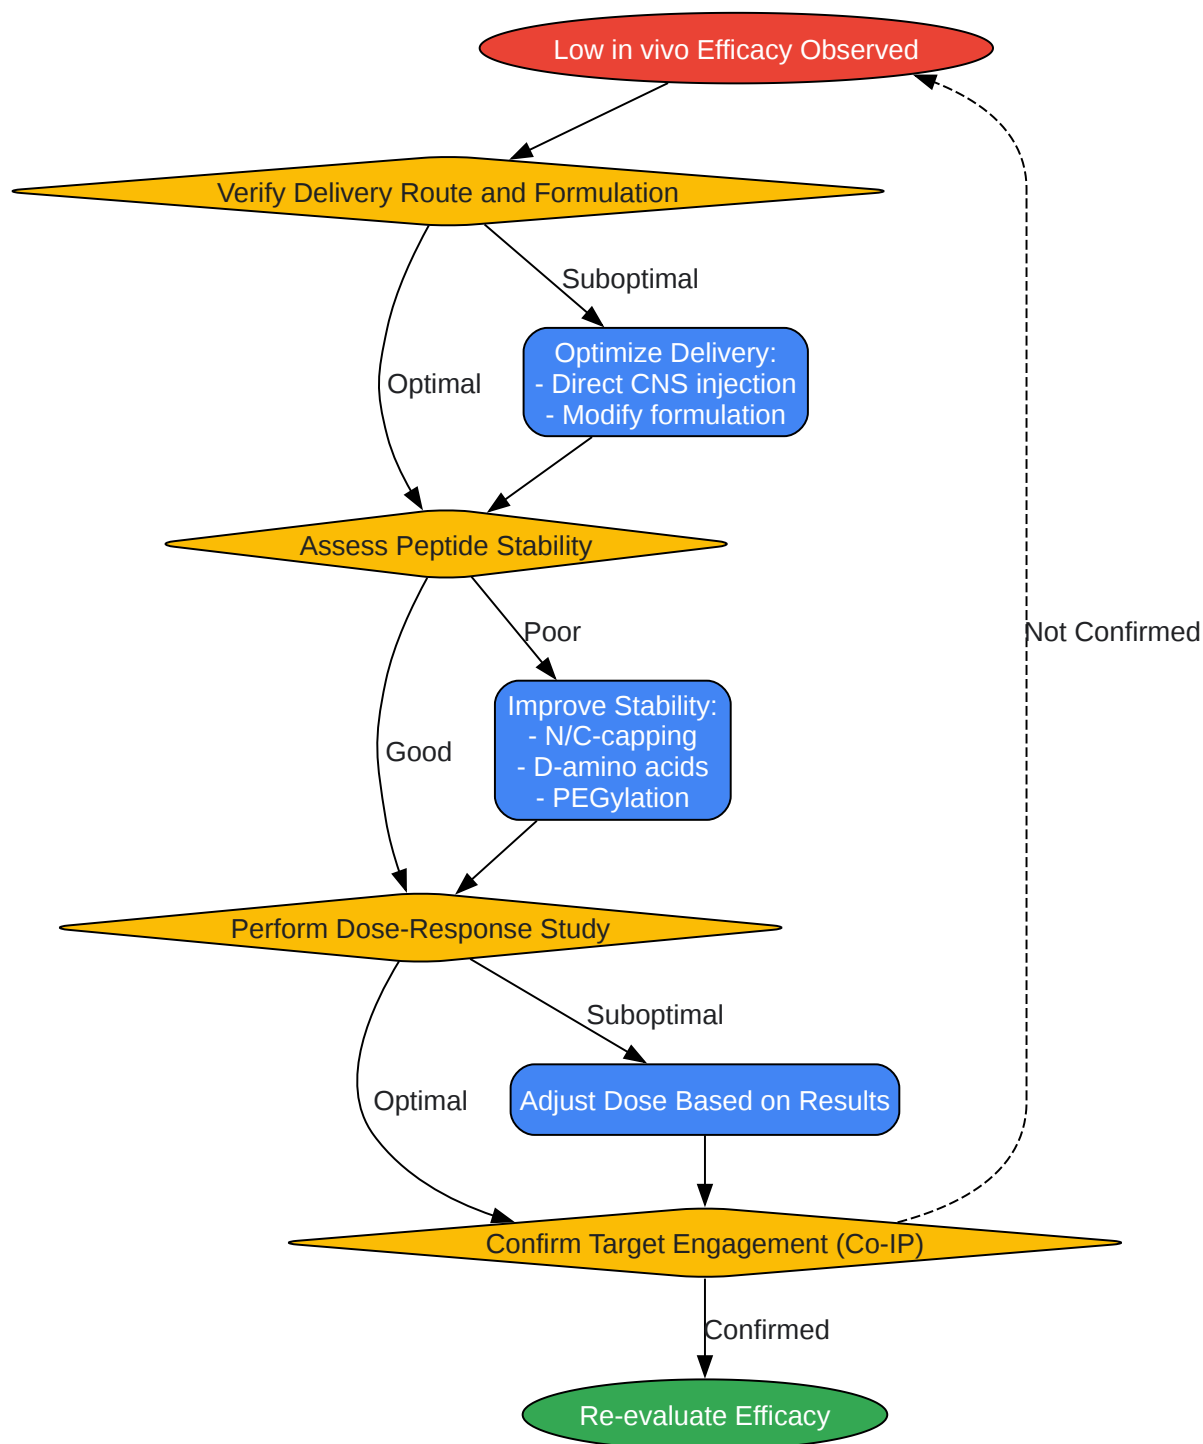 Low in vivo Efficacy Observed
Verify Delivery Route and Formulation
Suboptimal
Optimize Delivery:
- Direct CNS injection
- Modify formulation
Optimal
Assess Peptide Stability
Poor
Not Confirmed
Improve Stability:
- N/C-capping
- D-amino acids
- PEGylation
Good
Perform Dose-Response Study
Suboptimal
Optimal
Adjust Dose Based on Results
Confirm Target Engagement (Co-IP)
Confirmed
Re-evaluate Efficacy